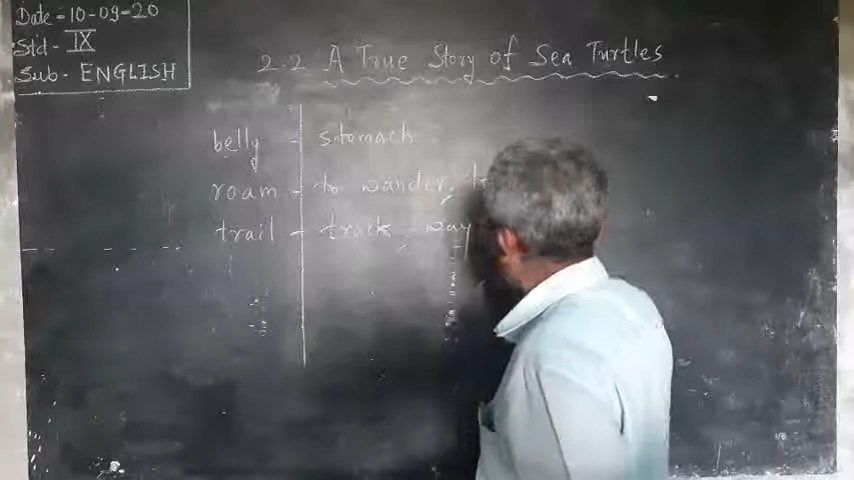 Date = 10-09-20
Std - IX
Sub - ENGLISH
2.2 A True Story of Sea Turtles
belly - stomach
roam - to wander,
trail - track, way